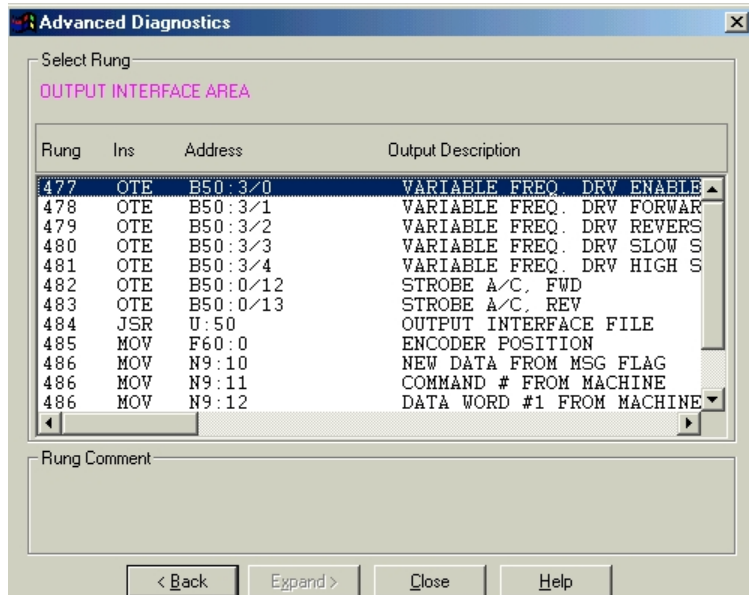 Advanced Diagnostics
Select Rung
OUTPUT INTERFACE AREA
Rung Ins Address Output Description
477 OTE B50:3/0 VARIABLE FREQ. DRV ENABLE
478 OTE B50:3/1 VARIABLE FREQ. DRV FORWAR
479 OTE B50:3/2 VARIABLE FREQ. DRV REVERS
480 OTE B50:3/3 VARIABLE FREQ. DRV SLOW S
481 OTE B50:3/4 VARIABLE FREQ. DRV HIGH S
482 OTE B50:0/12 STROBE A/C, FWD
483 OTE B50:0/13 STROBE A/C, REV
484 JSR U:50 OUTPUT INTERFACE FILE
485 MOV F60:0 ENCODER POSITION
486 MOV N9:10 NEW DATA FROM MSG FLAG
486 MOV N9:11 COMMAND # FROM MACHINE
486 MOV N9:12 DATA WORD #1 FROM MACHINE
Rung Comment
< Back Expand > Close Help